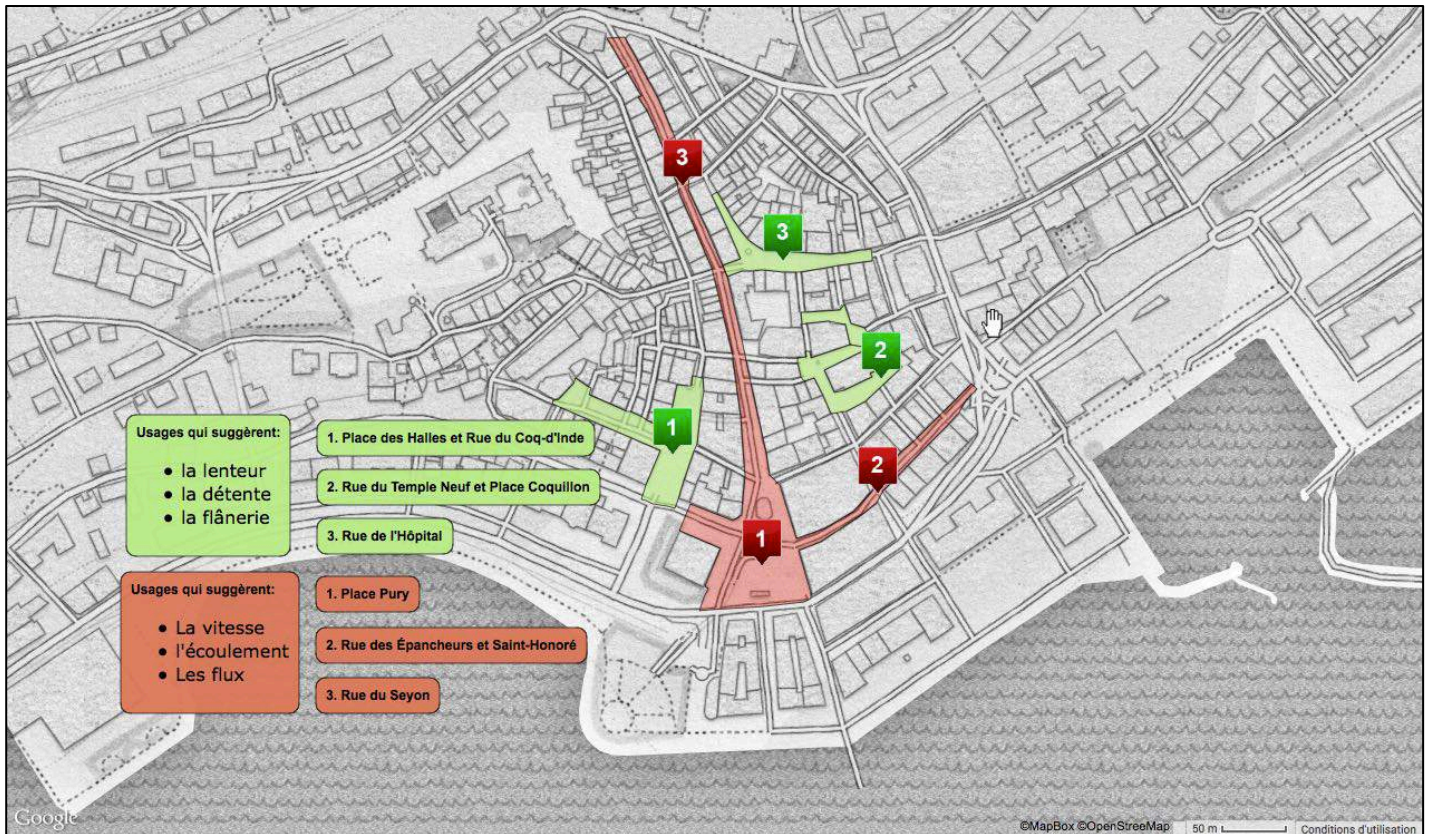 3
3
2
1
2
1
Usages qui suggèrent:
• la lenteur
• la détente
• la flânerie
1. Place des Halles et Rue du Coq-d'Inde
2. Rue du Temple Neuf et Place Coquillon
3. Rue de l'Hôpital
Usages qui suggèrent:
• La vitesse
• l'écoulement
• Les flux
1. Place Pury
2. Rue des Épancheurs et Saint-Honoré
3. Rue du Seyon
Google
©MapBox ©OpenStreeMap
50 m
Conditions d'utilisation